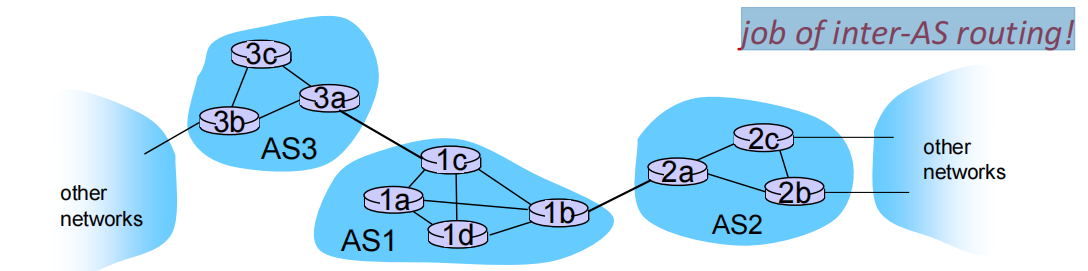 job of inter-AS routing!
3c
3a
3b
AS3
other
networks
1c
1a
1b
1d
AS1
2c
2a
2b
AS2
other
networks